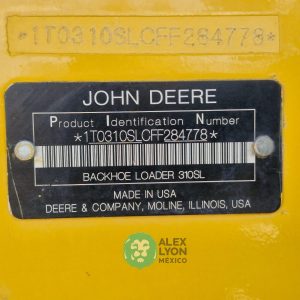 *1T0310SLCFF284778*
JOHN DEERE
Product Identification Number
*1T0310SLCFF284778*
BACKHOE LOADER 310SL
MADE IN USA
DEERE & COMPANY, MOLINE, ILLINOIS, USA
ALEX
LYON
MEXICO